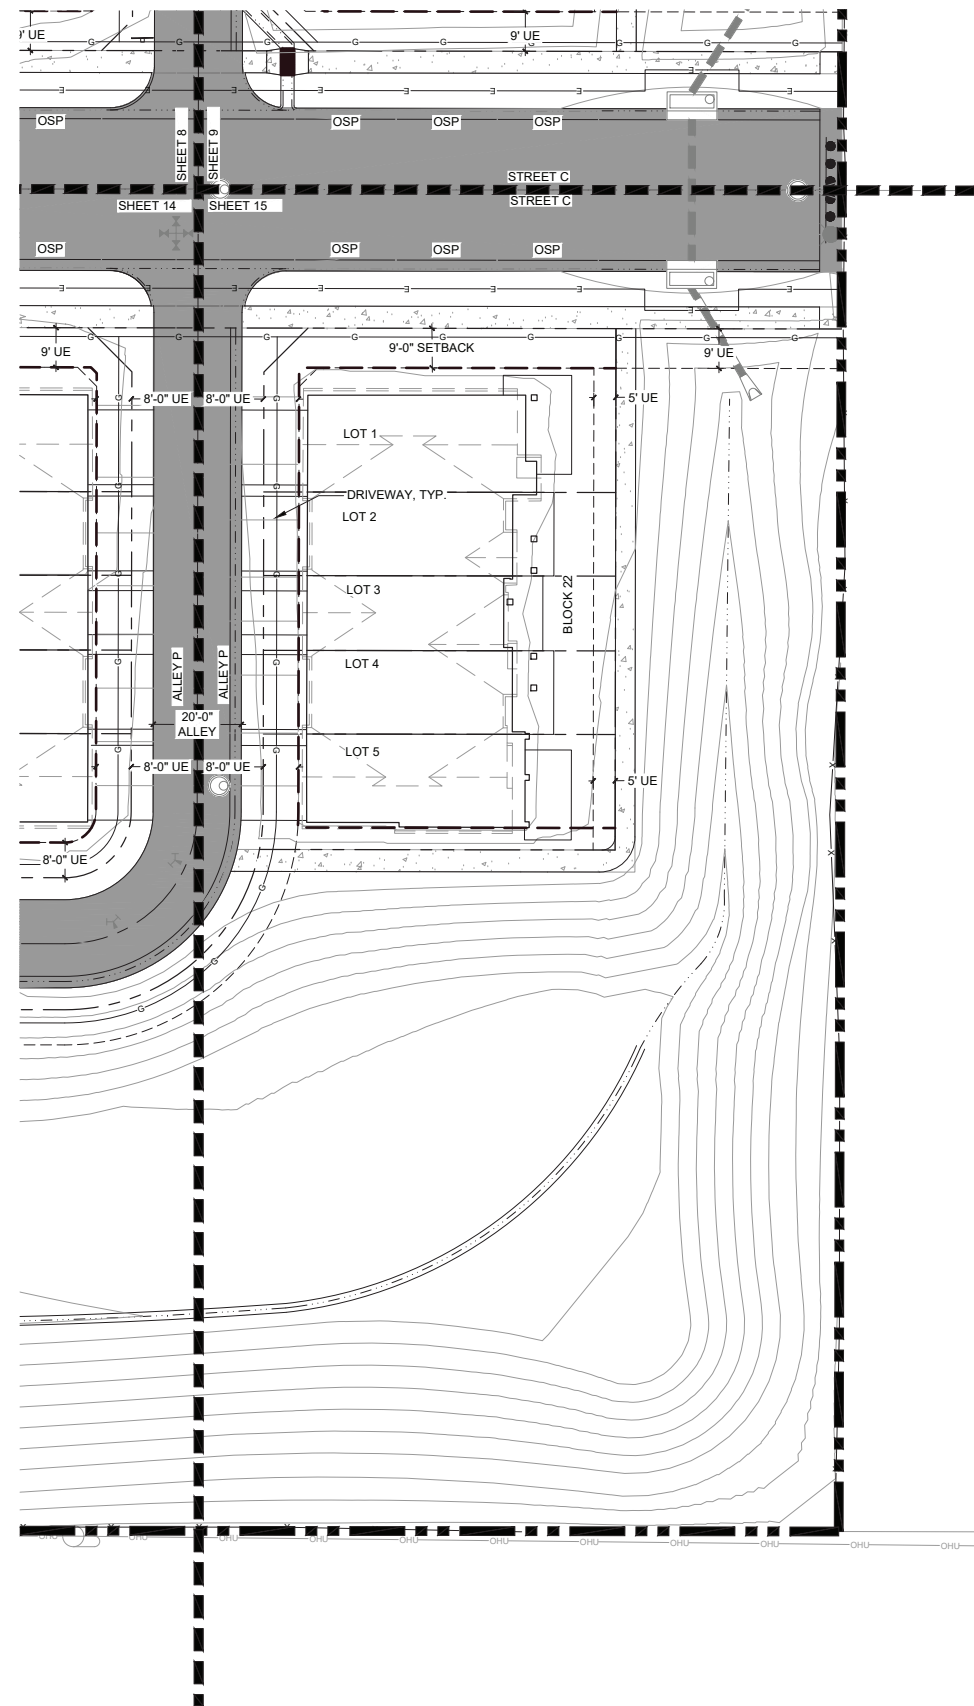 9' UE
9' UE
G
G
G
G
G
G
G
G
E
E
E
E
E
E
E
E
E
OSP
OSP
OSP
OSP
SHEET 8
SHEET 9
STREET C
STREET C
SHEET 14
SHEET 15
OSP
OSP
OSP
OSP
E
E
E
E
E
E
E
E
E
G
G
G
G
G
G
G
G
9' UE
9'-0" SETBACK
9' UE
8'-0" UE
8'-0" UE
5' UE
LOT 1
DRIVEWAY, TYP.
LOT 2
LOT 3
BLOCK 22
LOT 4
ALLEY P
ALLEY P
20'-0"
ALLEY
LOT 5
8'-0" UE
8'-0" UE
5' UE
8'-0" UE
G
G
G
G
G
G
G
G
G
G
G
G
G
X
X
X
OHU
OHU
OHU
OHU
OHU
OHU
OHU
OHU
OHU
OHU
OHU